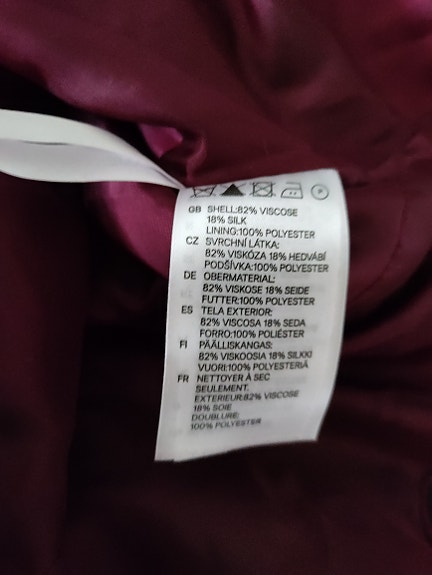 GB SHELL:82% VISCOSE
18% SILK
LINING:100% POLYESTER
CZ SVRCHNÍ LÁTKA:
82% VISKÓZA 18% HEDVÁBÍ
PODŠÍVKA:100% POLYESTER
DE OBERMATERIAL:
82% VISKOSE 18% SEIDE
FUTTER:100% POLYESTER
ES TELA EXTERIOR:
82% VISCOSA 18% SEDA
FORRO:100% POLIÉSTER
FI PÄÄLLISKANGAS:
82% VISKOOSIA 18% SILKKI
VUORI:100% POLYESTERIÄ
FR NETTOYER À SEC
SEULEMENT.
EXTERIEUR:82% VISCOSE
18% SOIE
DOUBLURE:
100% POLYESTER